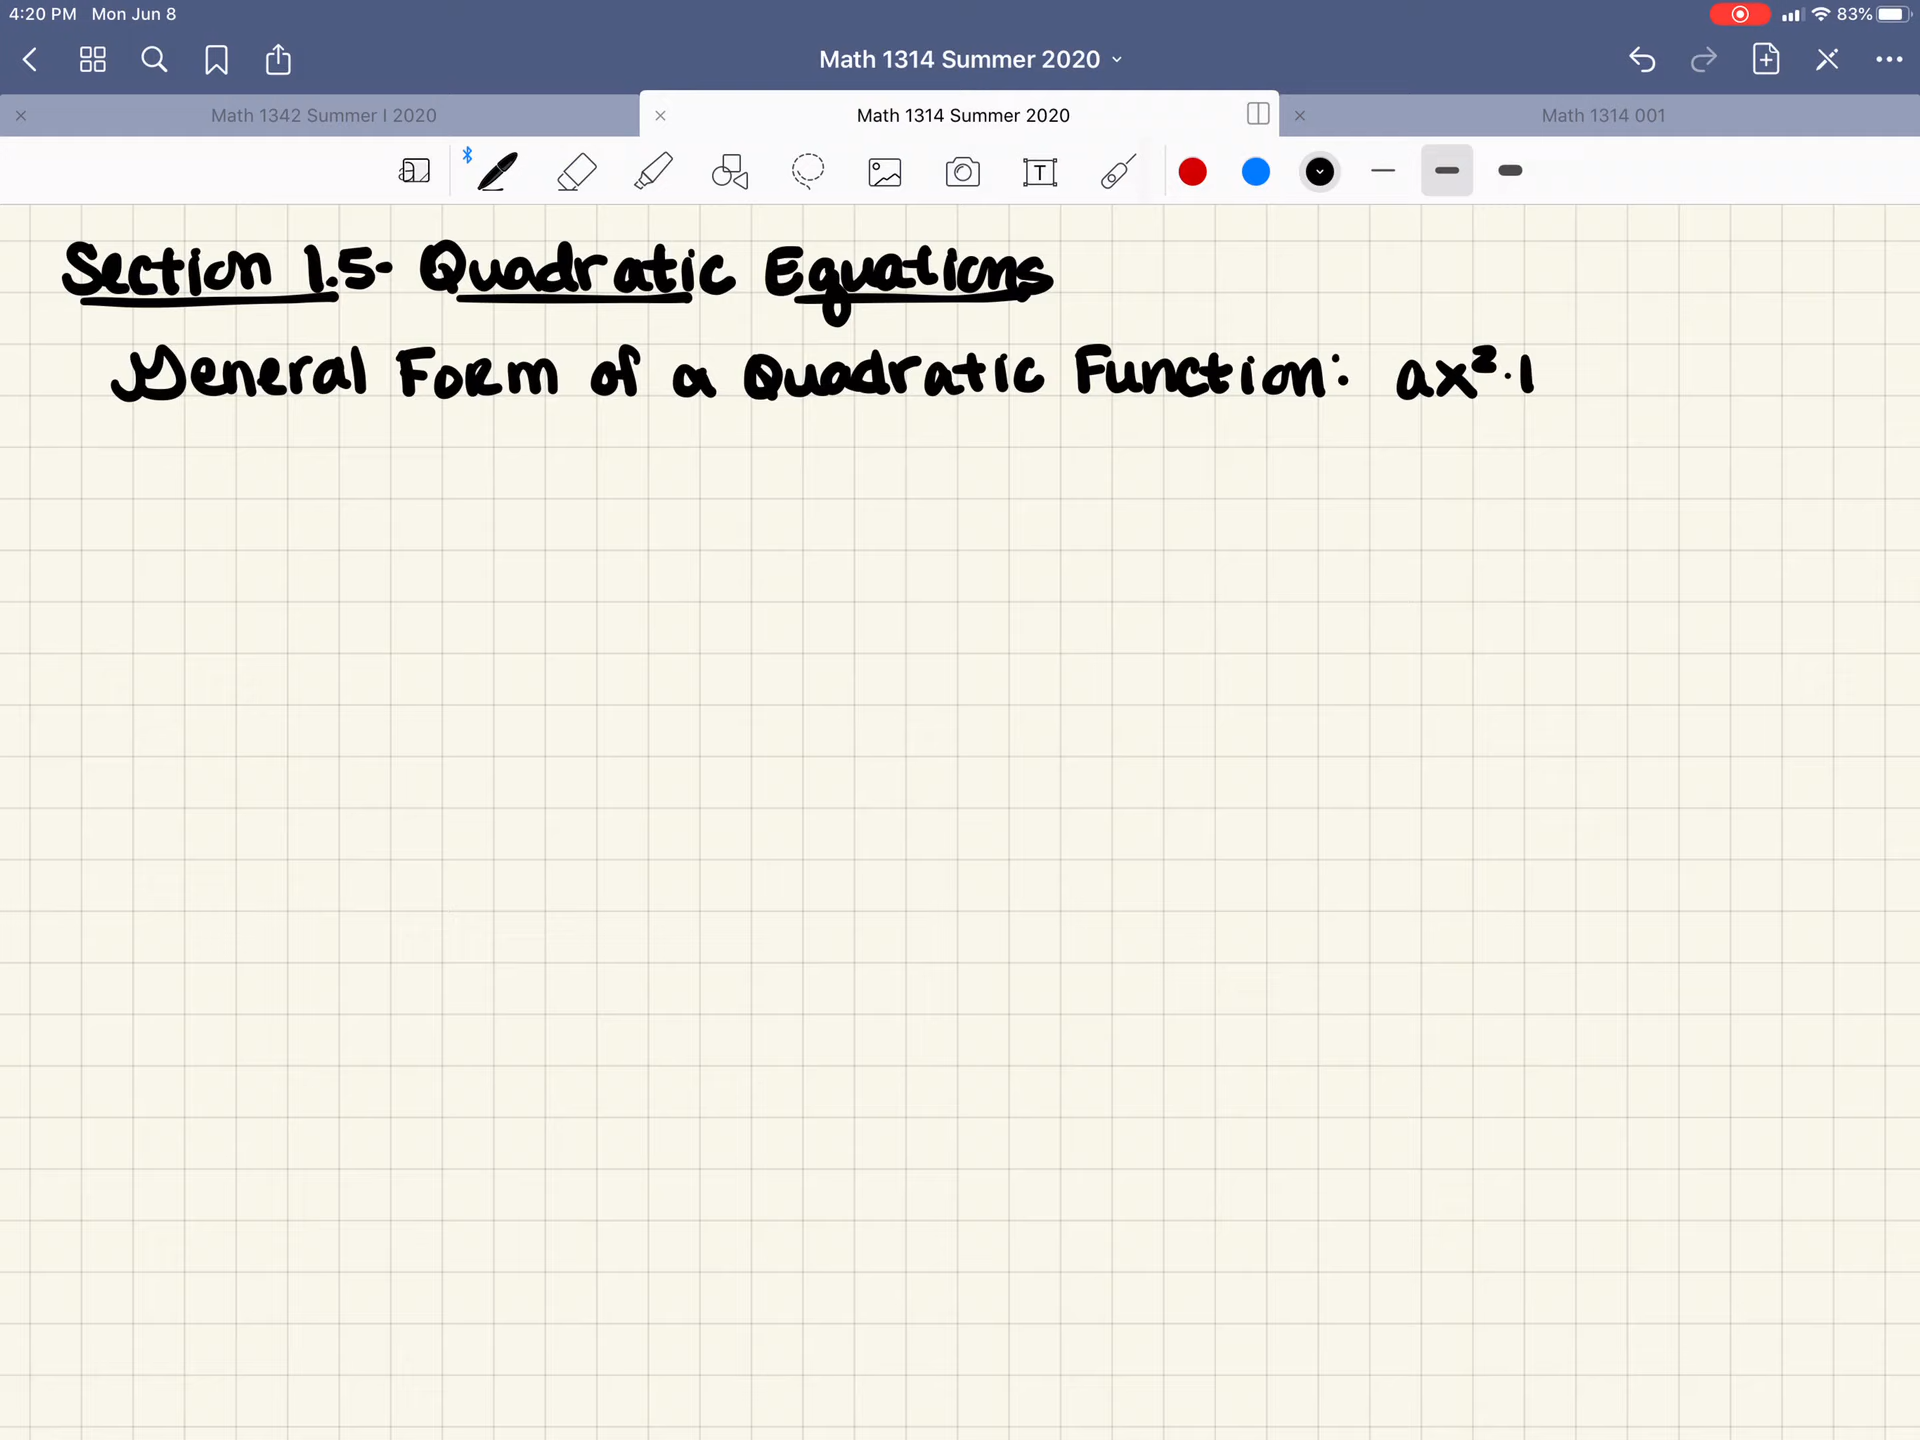 4:20 PM Mon Jun 8
83%
Math 1314 Summer 2020
Math 1342 Summer I 2020
Math 1314 Summer 2020
Math 1314 001
Section 1.5- Quadratic Equations
General Form of a Quadratic Function: ax²·1